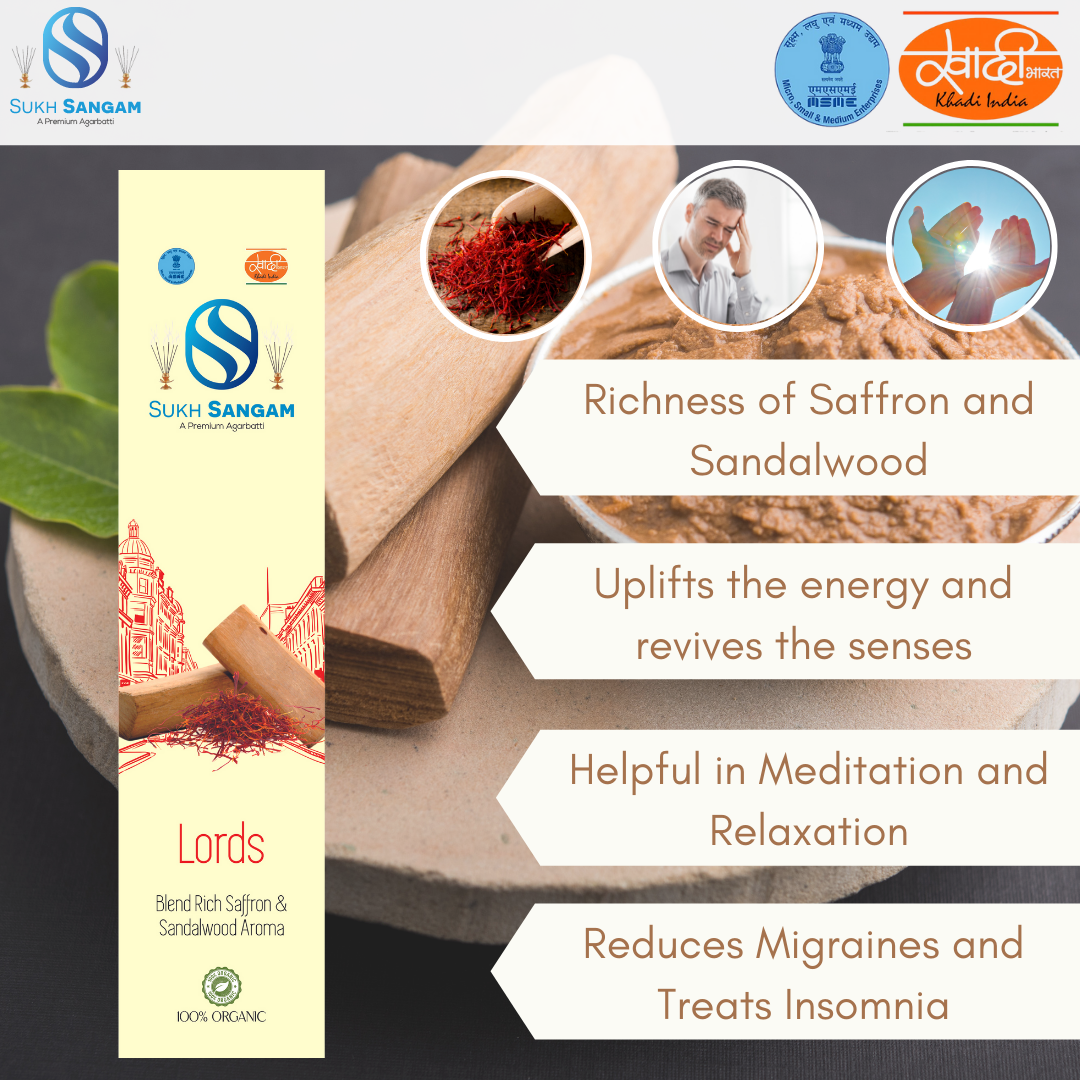 SUKH SANGAM
A Premium Agarbatti
सूक्ष्म, लघु एवं मध्यम उद्यम
एमएसएमई
MSME
Micro, Small & Medium Enterprises
खादी
भारत
Khadi India
खादी
Khadi India
SUKH SANGAM
A Premium Agarbatti
Lords
Blend Rich Saffron &
Sandalwood Aroma
100% ORGANIC
Richness of Saffron and
Sandalwood
Uplifts the energy and
revives the senses
Helpful in Meditation and
Relaxation
Reduces Migraines and
Treats Insomnia